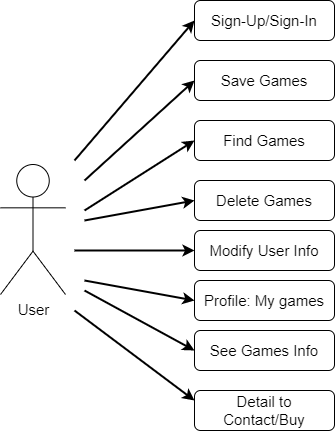 Sign-Up/Sign-In
Save Games
Find Games
Delete Games
Modify User Info
Profile: My games
See Games Info
Detail to
Contact/Buy
User